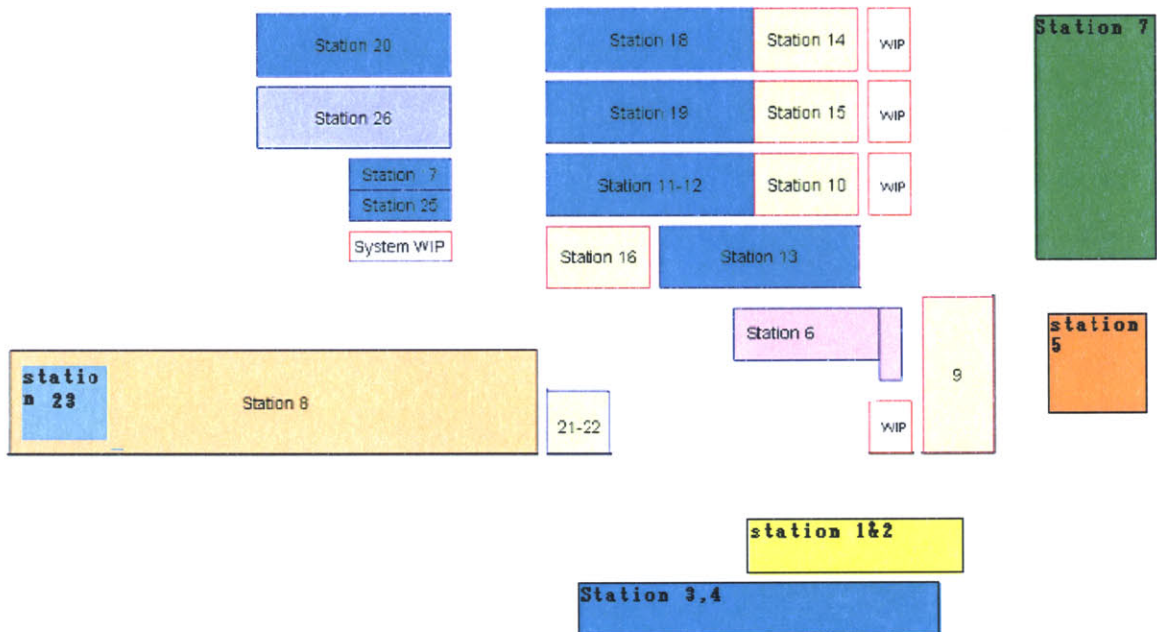 Station 20
Station 18
Station 14
WIP
Station 7
Station 26
Station 19
Station 15
WIP
Station 7
Station 25
Station 11-12
Station 10
WIP
System WIP
Station 16
Station 13
Station 6
station
5
9
statio
n 23
Station 8
21-22
WIP
station 1&2
Station 3,4